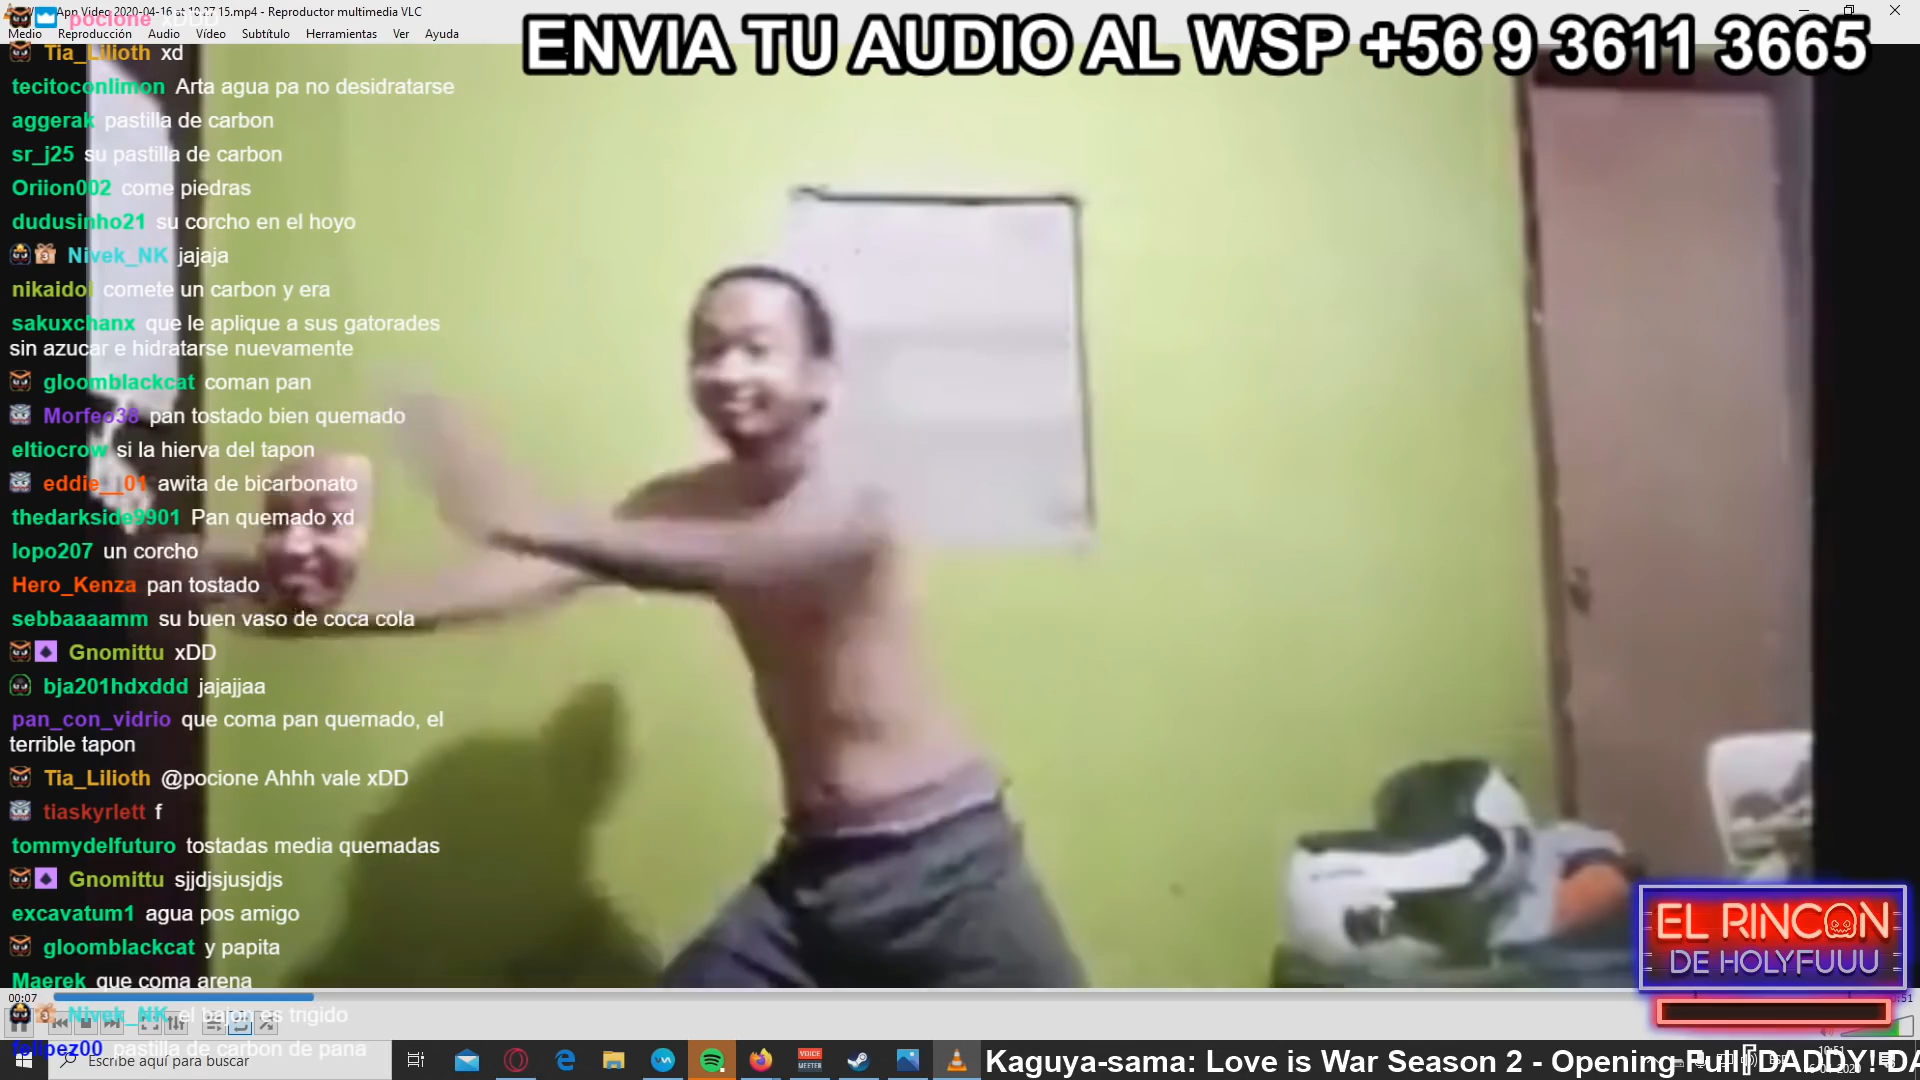 App Video 2020-04-16 at 19.27.15.mp4 - Reproductor multimedia VLC
pocione xDDD
Medio Reproducción Audio Vídeo Subtítulo Herramientas Ver Ayuda
ENVIA TU AUDIO AL WSP +56 9 3611 3665
Tia_Lilioth xd
tecitoconlimon Arta agua pa no desidratarse
aggerak pastilla de carbon
sr_j25 su pastilla de carbon
Oriion002 come piedras
dudusinho21 su corcho en el hoyo
Nivek_NK jajaja
nikaidol comete un carbon y era
sakuxchanx que le aplique a sus gatorades
sin azucar e hidratarse nuevamente
gloomblackcat coman pan
Morfeo38 pan tostado bien quemado
eltiocrow si la hierva del tapon
eddie__01 awita de bicarbonato
thedarkside9901 Pan quemado xd
lopo207 un corcho
Hero_Kenza pan tostado
sebbaaaamm su buen vaso de coca cola
Gnomittu xDD
bja201hdxddd jajajjaa
pan_con_vidrio que coma pan quemado, el
terrible tapon
Tia_Lilioth @pocione Ahhh vale xDD
tiaskyrlett f
tommydelfuturo tostadas media quemadas
Gnomittu sjjdjsjusjdjs
excavatum1 agua pos amigo
gloomblackcat y papita
Maerek que coma arena
EL RINCON
DE HOLYFUUU
00:07
Nivek_NK el bajon es trigido
felipez00 pastilla de carbon de pana
Escribe aquí para buscar
VOICE
MEETER
Kaguya-sama: Love is War Season 2 - Opening Full DADDY! DA